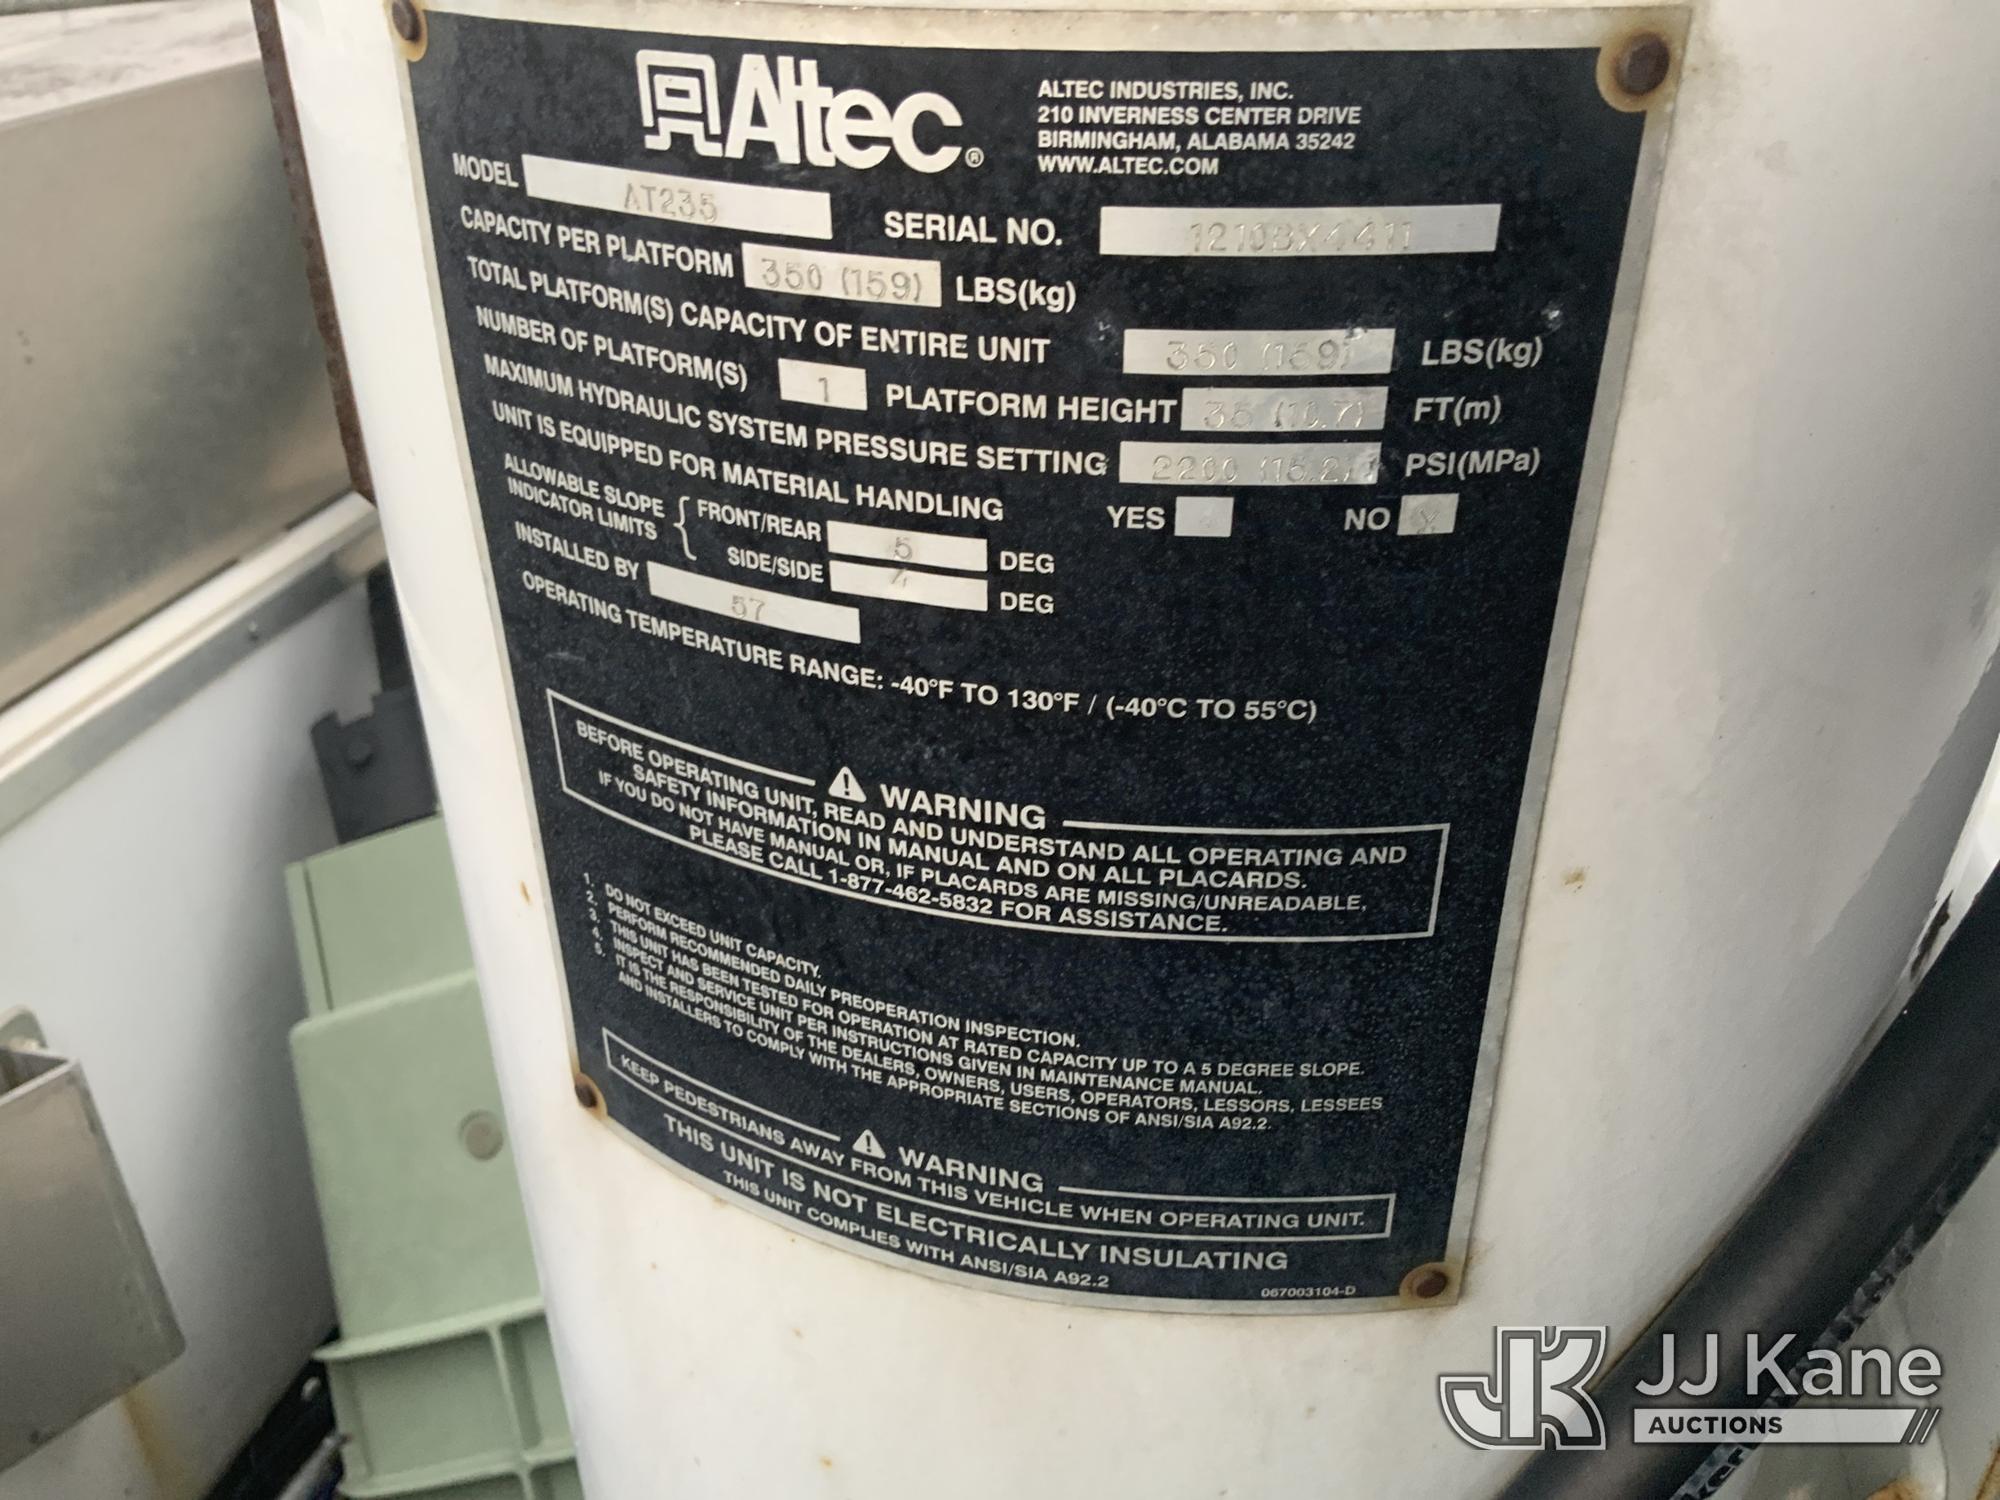 Altec®
ALTEC INDUSTRIES, INC.
210 INVERNESS CENTER DRIVE
BIRMINGHAM, ALABAMA 35242
WWW.ALTEC.COM
MODEL AT235 SERIAL NO. 1210BX4411
CAPACITY PER PLATFORM 350 (159) LBS(kg)
TOTAL PLATFORM(S) CAPACITY OF ENTIRE UNIT 350 (159) LBS(kg)
NUMBER OF PLATFORM(S) 1 PLATFORM HEIGHT 35 (10.7) FT(m)
MAXIMUM HYDRAULIC SYSTEM PRESSURE SETTING 2200 (15.2) PSI(MPa)
UNIT IS EQUIPPED FOR MATERIAL HANDLING YES NO X
ALLOWABLE SLOPE INDICATOR LIMITS { FRONT/REAR 5 DEG
SIDE/SIDE 4 DEG
INSTALLED BY 57
OPERATING TEMPERATURE RANGE: -40°F TO 130°F / (-40°C TO 55°C)
WARNING
BEFORE OPERATING UNIT, READ AND UNDERSTAND ALL OPERATING AND
SAFETY INFORMATION IN MANUAL AND ON ALL PLACARDS.
IF YOU DO NOT HAVE MANUAL OR, IF PLACARDS ARE MISSING/UNREADABLE,
PLEASE CALL 1-877-462-5832 FOR ASSISTANCE.
1. DO NOT EXCEED UNIT CAPACITY.
2. PERFORM RECOMMENDED DAILY PREOPERATION INSPECTION.
3. THIS UNIT HAS BEEN TESTED FOR OPERATION AT RATED CAPACITY UP TO A 5 DEGREE SLOPE.
4. INSPECT AND SERVICE UNIT PER INSTRUCTIONS GIVEN IN MAINTENANCE MANUAL.
5. IT IS THE RESPONSIBILITY OF THE DEALERS, OWNERS, USERS, OPERATORS, LESSORS, LESSEES
AND INSTALLERS TO COMPLY WITH THE APPROPRIATE SECTIONS OF ANSI/SIA A92.2.
WARNING
KEEP PEDESTRIANS AWAY FROM THIS VEHICLE WHEN OPERATING UNIT.
THIS UNIT IS NOT ELECTRICALLY INSULATING
THIS UNIT COMPLIES WITH ANSI/SIA A92.2
067003104-D
JK JJ Kane
AUCTIONS